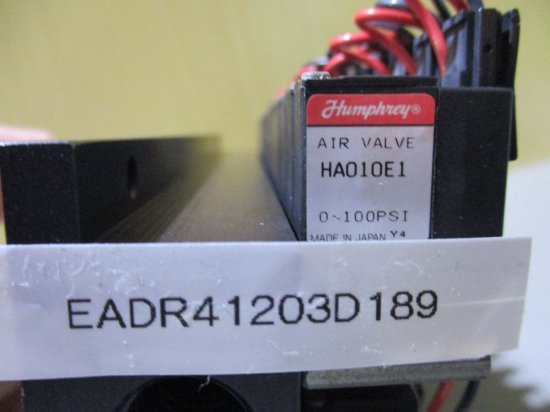 Humphrey®
AIR VALVE
HA010E1
0~100PSI
MADE IN JAPAN Y4
EADR41203D189